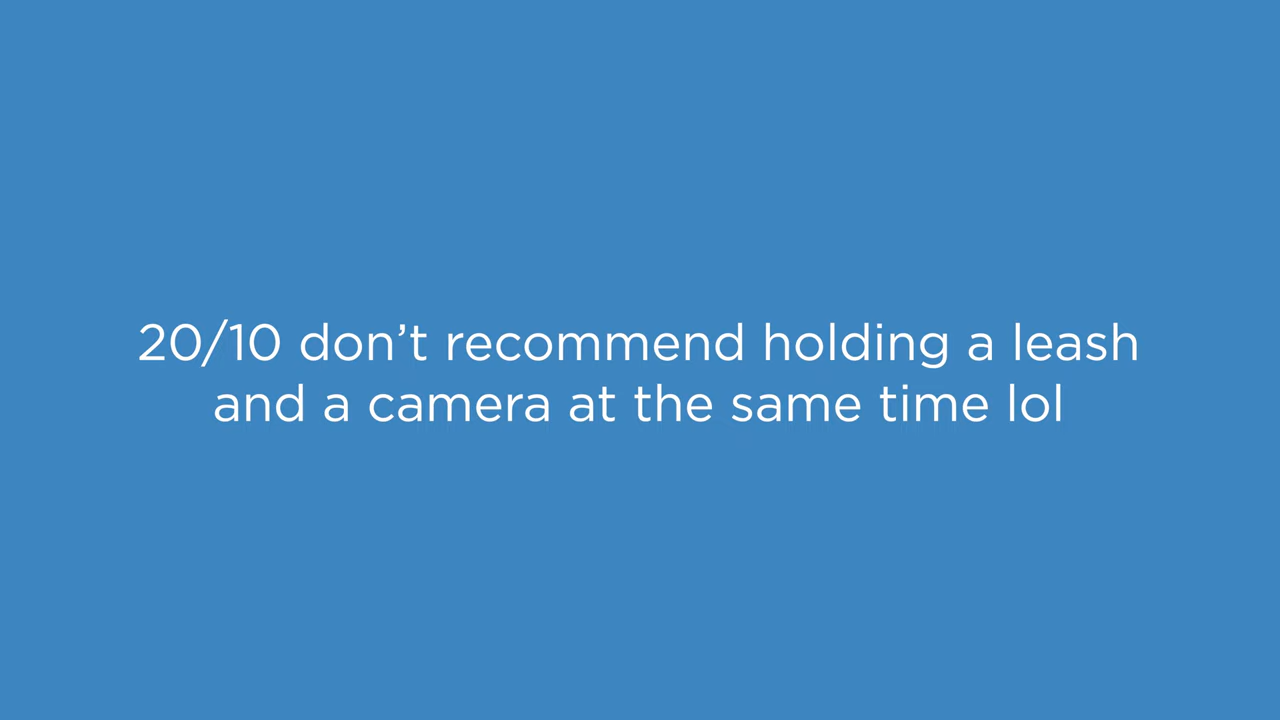 20/10 don’t recommend holding a leash
and a camera at the same time lol